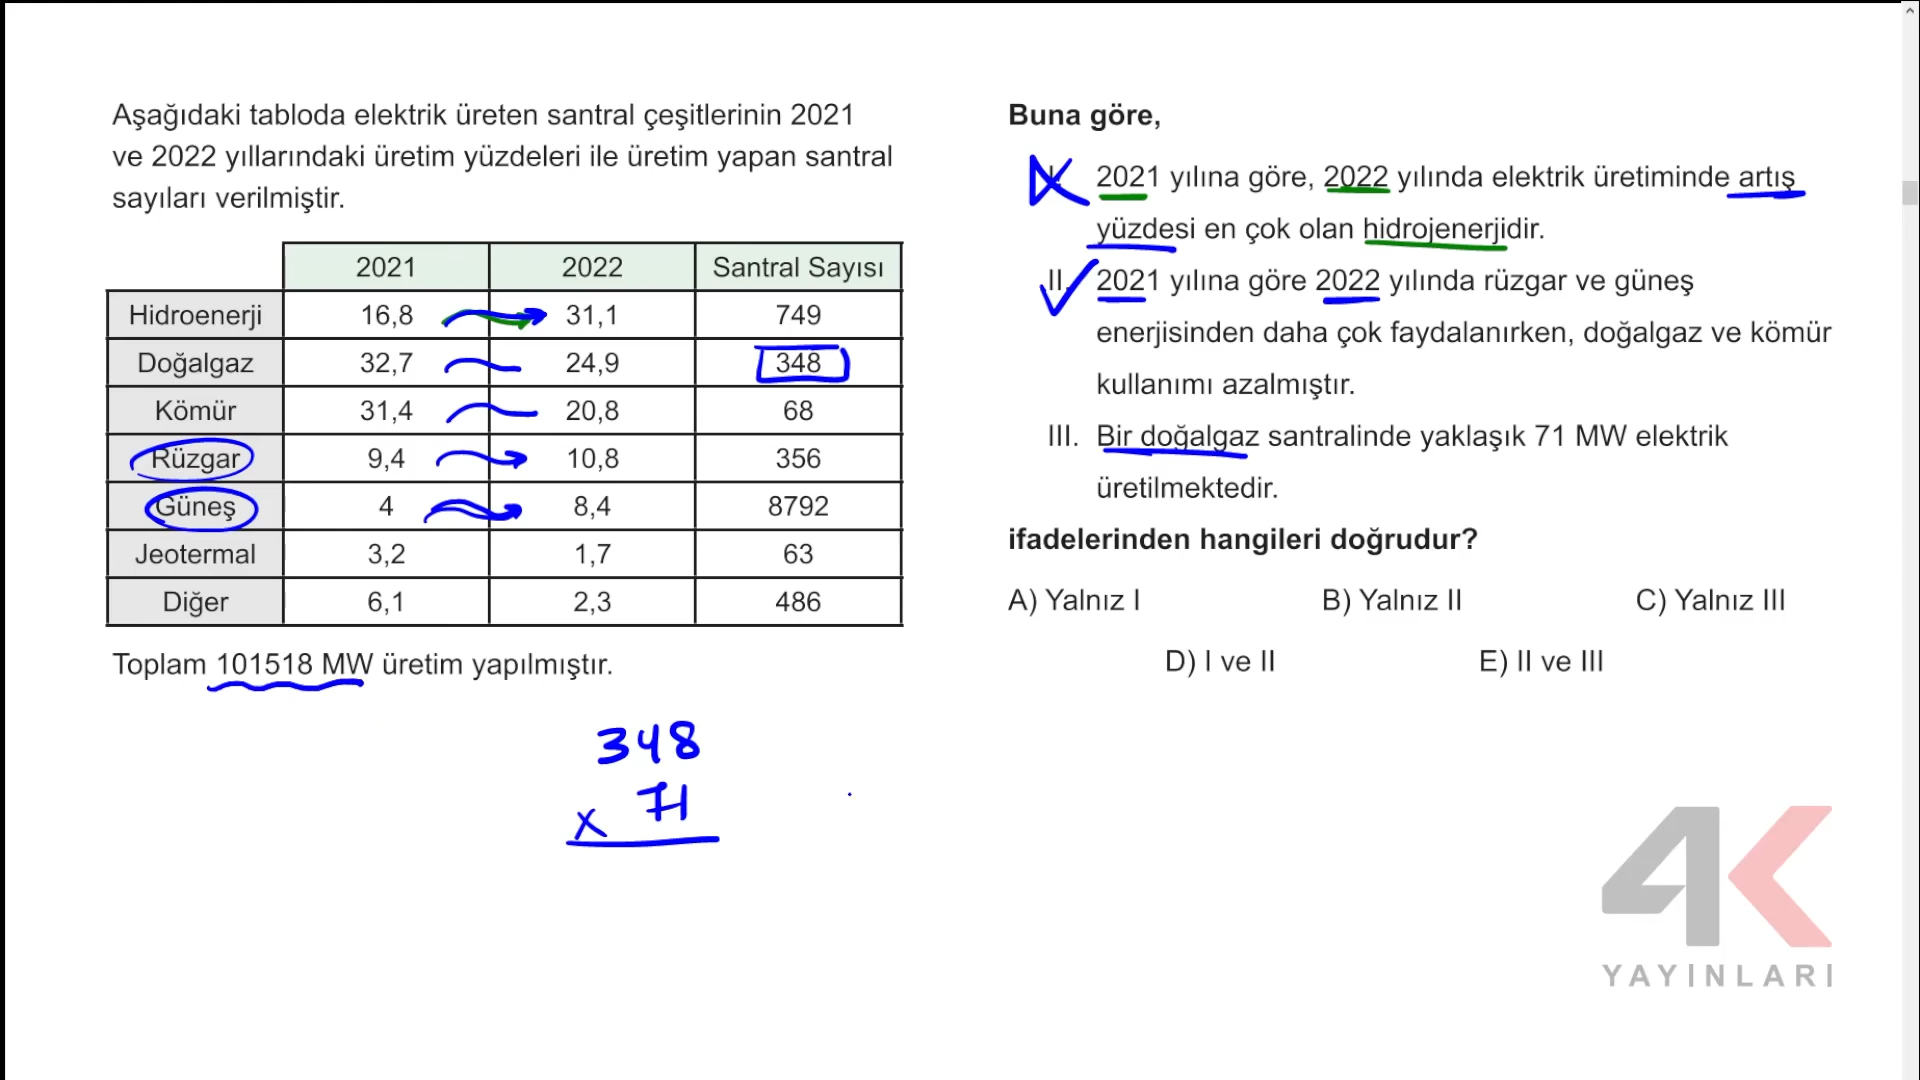 Aşağıdaki tabloda elektrik üreten santral çeşitlerinin 2021
ve 2022 yıllarındaki üretim yüzdeleri ile üretim yapan santral
sayıları verilmiştir.
2021 2022 Santral Sayısı
Hidroenerji 16,8 31,1 749
Doğalgaz 32,7 24,9 348
Kömür 31,4 20,8 68
Rüzgar 9,4 10,8 356
Güneş 4 8,4 8792
Jeotermal 3,2 1,7 63
Diğer 6,1 2,3 486
Toplam 101518 MW üretim yapılmıştır.
348
x 71
Buna göre,
I. 2021 yılına göre, 2022 yılında elektrik üretiminde artış
yüzdesi en çok olan hidrojenerjidir.
II. 2021 yılına göre 2022 yılında rüzgar ve güneş
enerjisinden daha çok faydalanırken, doğalgaz ve kömür
kullanımı azalmıştır.
III. Bir doğalgaz santralinde yaklaşık 71 MW elektrik
üretilmektedir.
ifadelerinden hangileri doğrudur?
A) Yalnız I B) Yalnız II C) Yalnız III
D) I ve II E) II ve III
4K
YAYINLARI